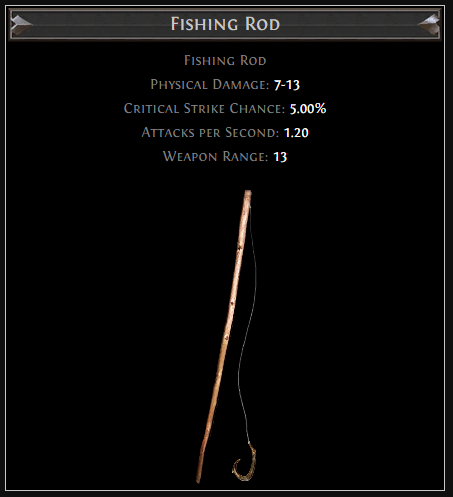 Fishing Rod
Fishing Rod
Physical Damage: 7-13
Critical Strike Chance: 5.00%
Attacks per Second: 1.20
Weapon Range: 13